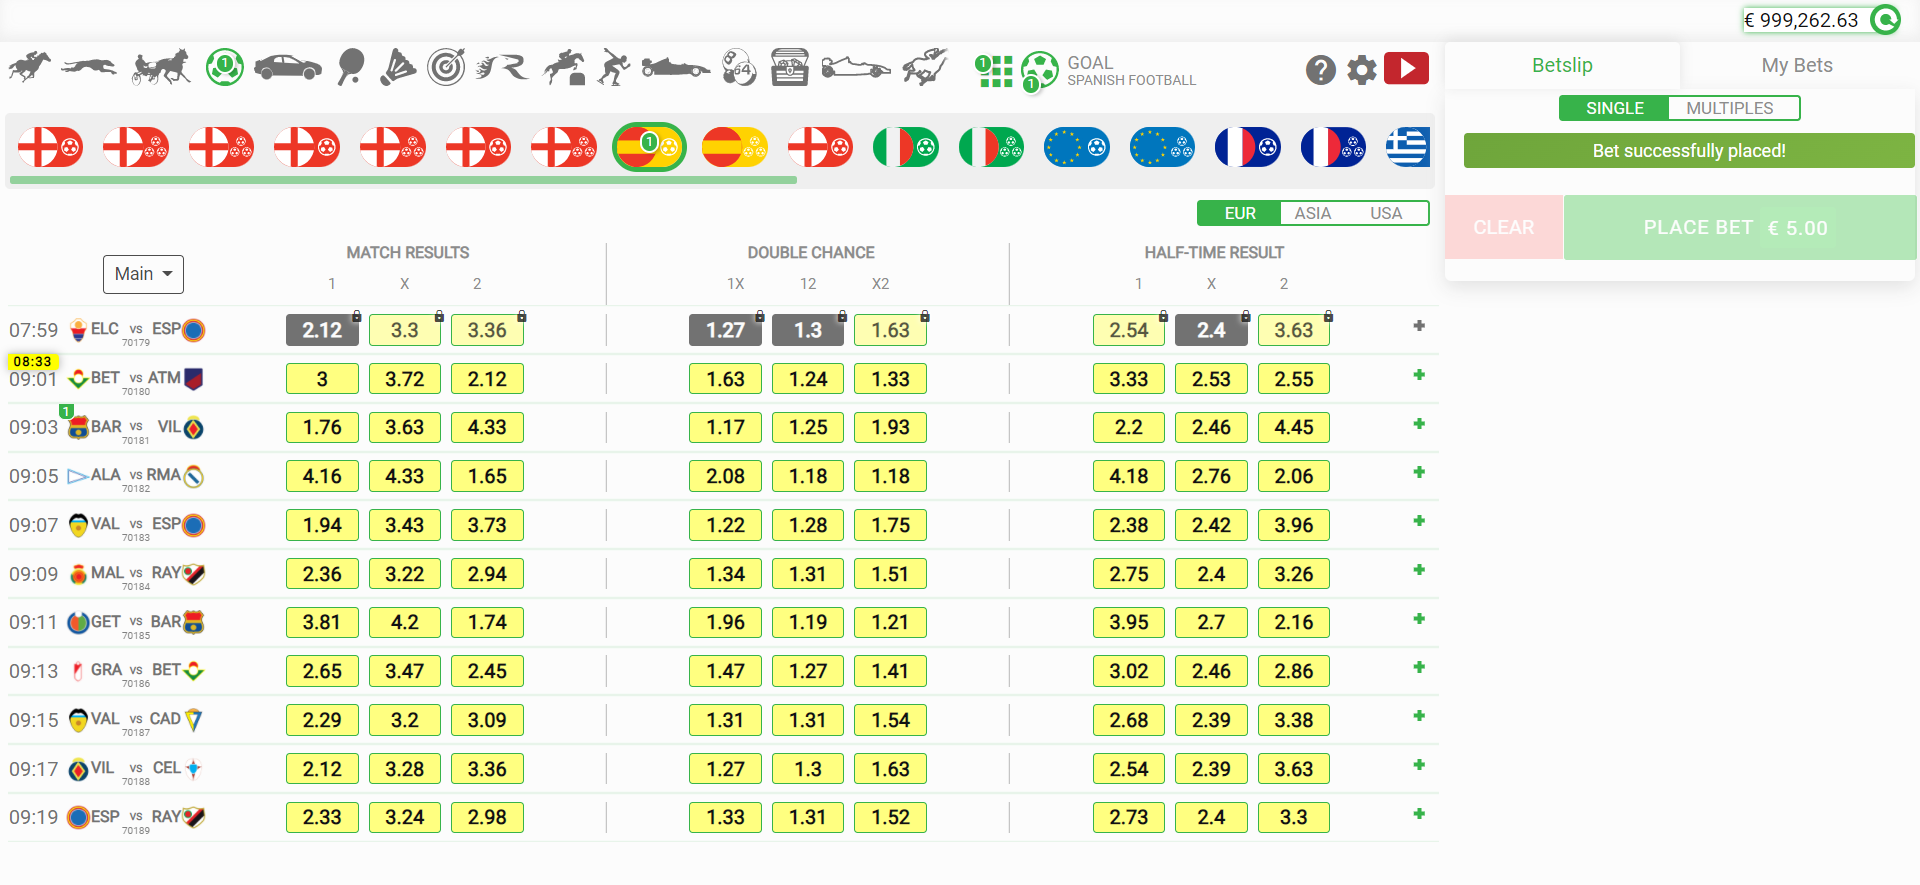 € 999,262.63
1
64
1
1
GOAL
SPANISH FOOTBALL
?
Betslip
My Bets
SINGLE
MULTIPLES
Bet successfully placed!
CLEAR
PLACE BET € 5.00
1
EUR ASIA USA
Main
MATCH RESULTS
1 X 2
DOUBLE CHANCE
1X 12 X2
HALF-TIME RESULT
1 X 2
07:59 ELC vs ESP 70179 2.12 3.3 3.36 1.27 1.3 1.63 2.54 2.4 3.63
08:33
09:01 BET vs ATM 70180 3 3.72 2.12 1.63 1.24 1.33 3.33 2.53 2.55
1
09:03 BAR vs VIL 70181 1.76 3.63 4.33 1.17 1.25 1.93 2.2 2.46 4.45
09:05 ALA vs RMA 70182 4.16 4.33 1.65 2.08 1.18 1.18 4.18 2.76 2.06
09:07 VAL vs ESP 70183 1.94 3.43 3.73 1.22 1.28 1.75 2.38 2.42 3.96
09:09 MAL vs RAY 70184 2.36 3.22 2.94 1.34 1.31 1.51 2.75 2.4 3.26
09:11 GET vs BAR 70185 3.81 4.2 1.74 1.96 1.19 1.21 3.95 2.7 2.16
09:13 GRA vs BET 70186 2.65 3.47 2.45 1.47 1.27 1.41 3.02 2.46 2.86
09:15 VAL vs CAD 70187 2.29 3.2 3.09 1.31 1.31 1.54 2.68 2.39 3.38
09:17 VIL vs CEL 70188 2.12 3.28 3.36 1.27 1.3 1.63 2.54 2.39 3.63
09:19 ESP vs RAY 70189 2.33 3.24 2.98 1.33 1.31 1.52 2.73 2.4 3.3